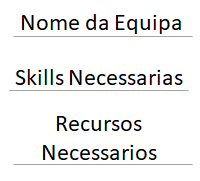 Nome da Equipa
Skills Necessarias
Recursos
Necessarios